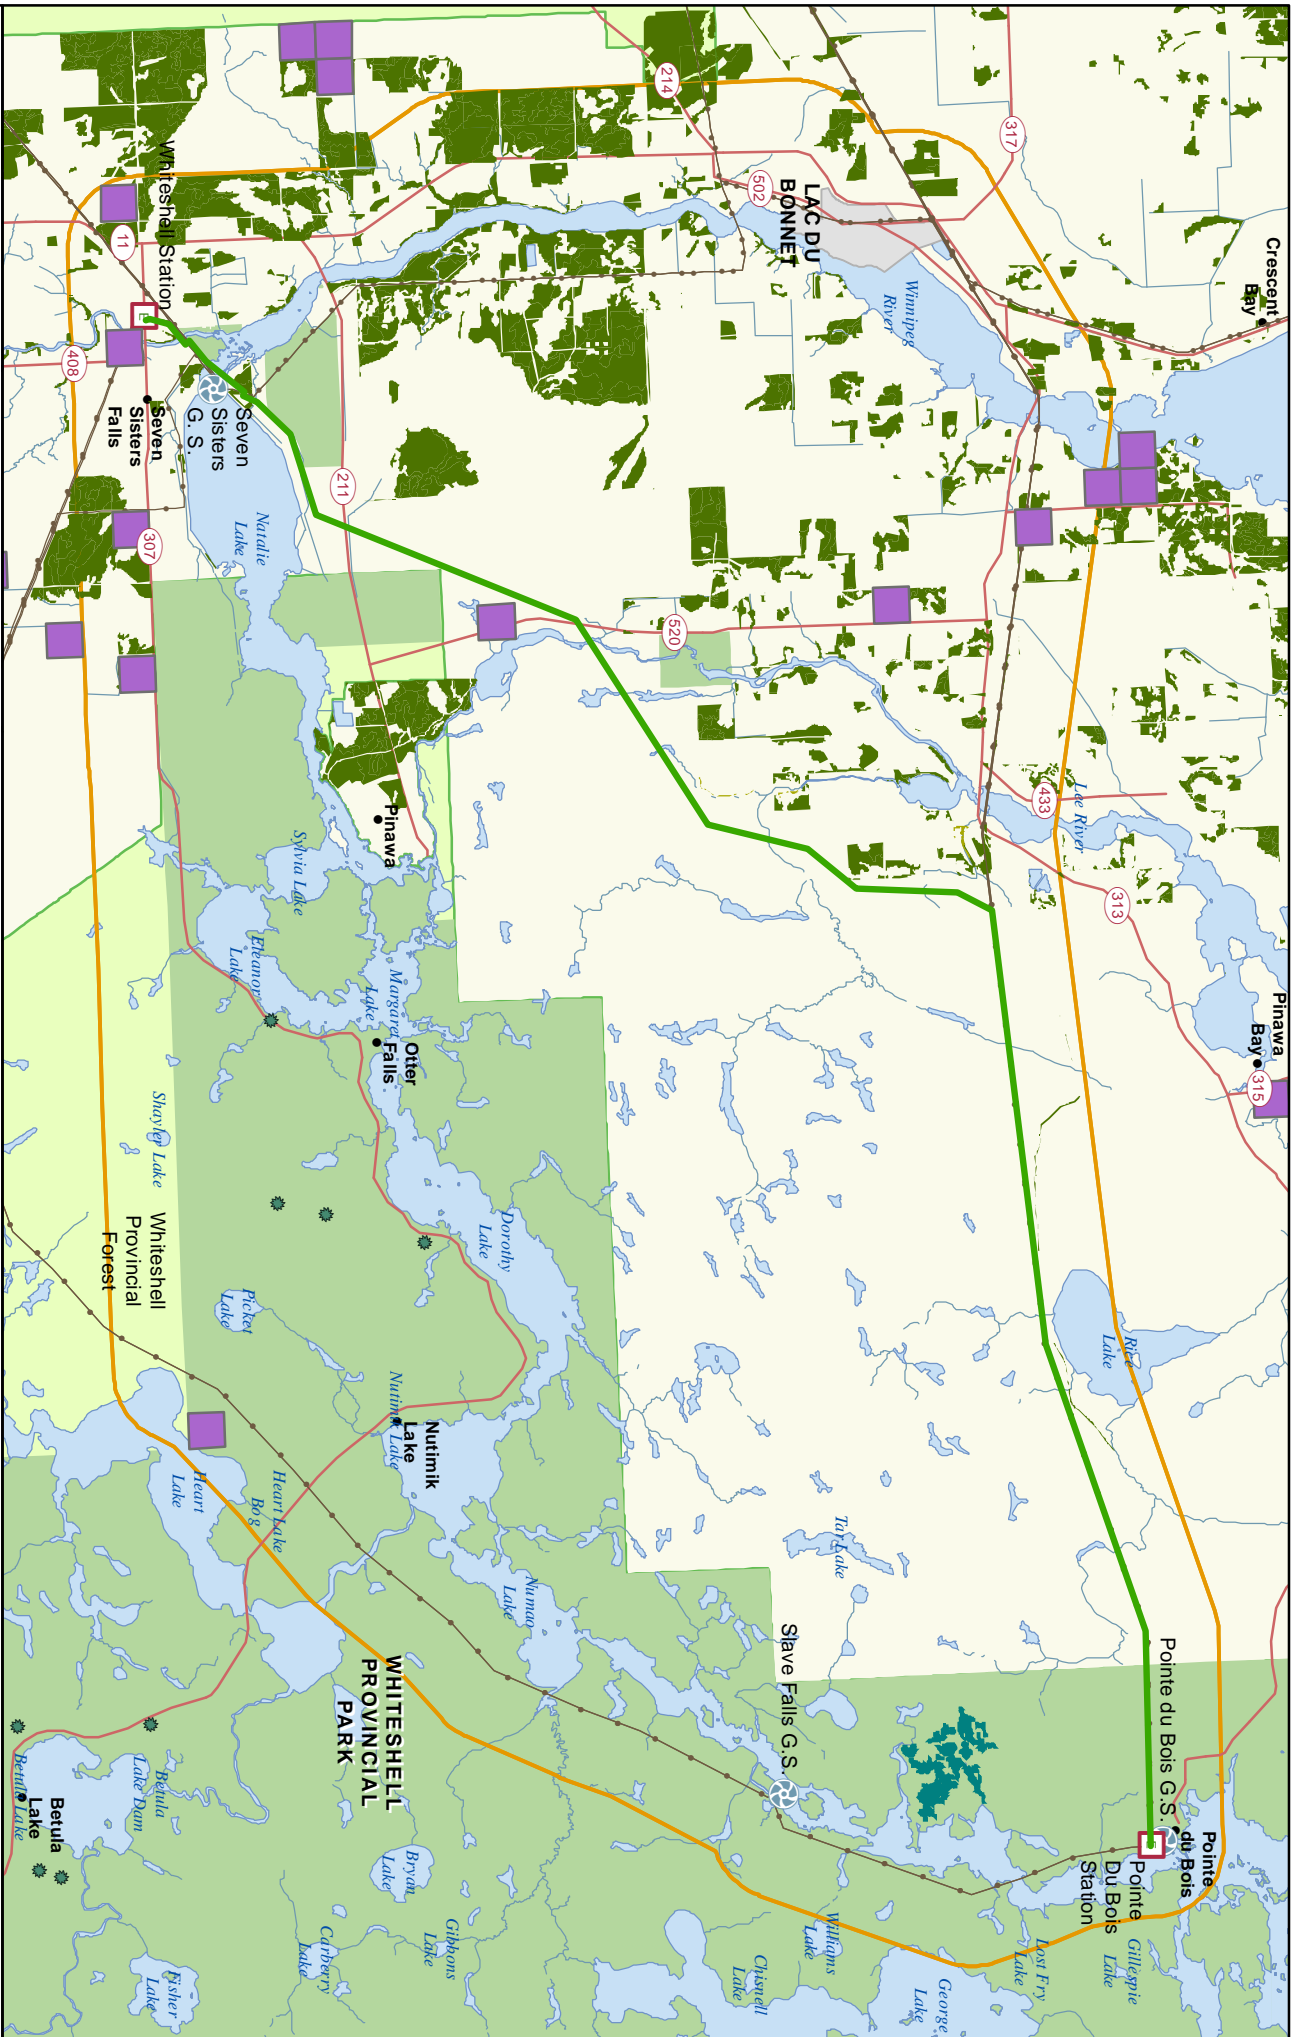 Crescent
Bay
Pinawa
Bay
315
317
313
Lee River
433
Rice
Lake
Pointe du Bois G.S.
Pointe
du Bois
Pointe
Du Bois
Station
Gillespie
Lake
Lost Fry
Lake
George
Lake
Winnipeg
River
LAC DU
BONNET
502
214
520
Tar Lake
Slave Falls G.S.
Williams
Lake
Chisnell
Lake
Dorothy
Lake
Numao
Lake
Gibbons
Lake
Nutimik
Lake
Nutimik Lake
Otter
Falls
Margaret
Lake
Pinawa
211
WHITESHELL
PROVINCIAL
PARK
Bryan
Lake
Carberry
Lake
Sylvia Lake
Eleanor
Lake
Natalie
Lake
Seven
Sisters
G. S.
Picket
Lake
Heart Lake
Bog
Heart
Lake
Whiteshell Station
11
Seven
Sisters
Falls
307
408
Shayler Lake
Whiteshell
Provincial
Forest
Betula
Lake Dam
Betula
Lake
Betula Lake
Fisher
Lake